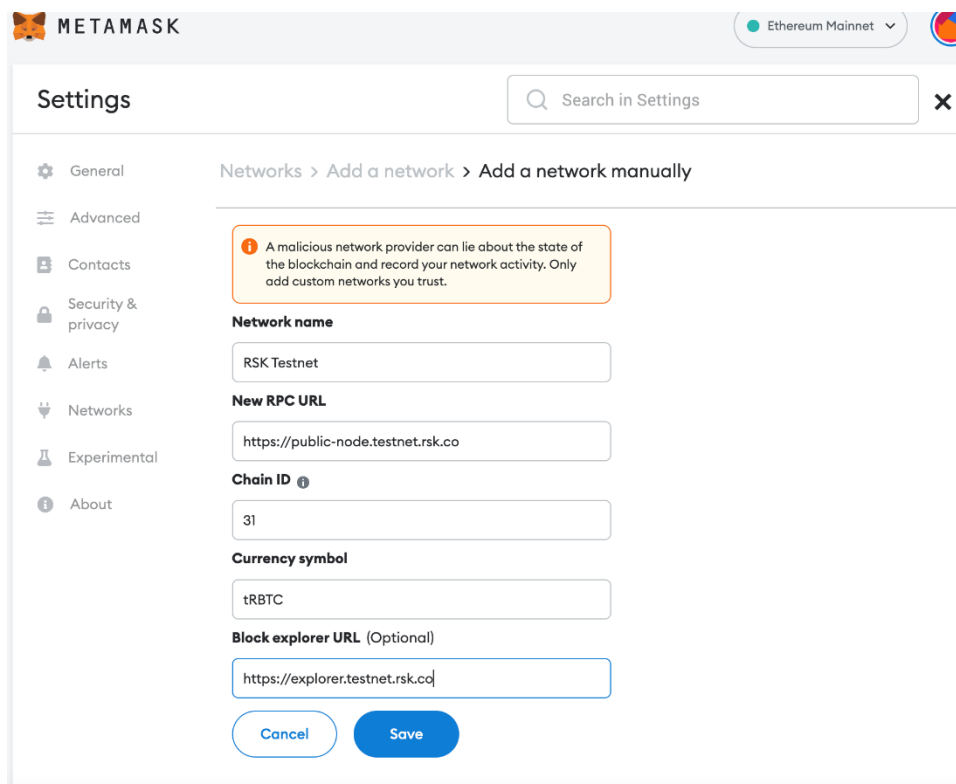 METAMASK
Ethereum Mainnet
Settings
Search in Settings
General
Advanced
Contacts
Security &
privacy
Alerts
Networks
Experimental
About
Networks > Add a network > Add a network manually
A malicious network provider can lie about the state of
the blockchain and record your network activity. Only
add custom networks you trust.
Network name
RSK Testnet
New RPC URL
https://public-node.testnet.rsk.co
Chain ID
31
Currency symbol
tRBTC
Block explorer URL (Optional)
https://explorer.testnet.rsk.co
Cancel
Save